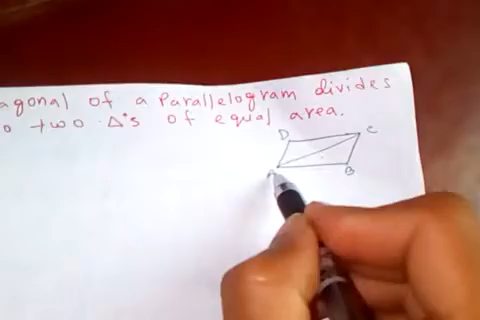 agonal of a Parallelogram divides
o two Δ's of equal area.
D C
A B